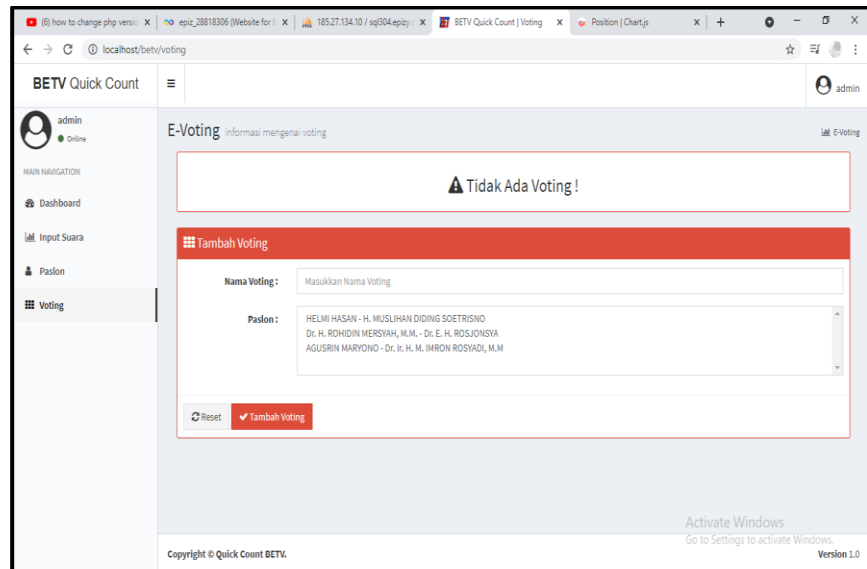 (6) how to change php versio
epiz_28818306 (Website for b
185.27.134.10 / sql304.epizy.c
BETV Quick Count | Voting
Position | Chart.js
localhost/betv/voting
BETV Quick Count
admin
admin
Online
E-Voting informasi mengenai voting
E-Voting
MAIN NAVIGATION
Dashboard
Input Suara
Paslon
Voting
Tidak Ada Voting !
Tambah Voting
Nama Voting :
Masukkan Nama Voting
Paslon :
HELMI HASAN - H. MUSLIHAN DIDING SOETRISNO
Dr. H. ROHIDIN MERSYAH, M.M. - Dr. E. H. ROSJONSYA
AGUSRIN MARYONO - Dr. Ir. H. M. IMRON ROSYADI, M.M
Reset
Tambah Voting
Activate Windows
Go to Settings to activate Windows.
Copyright © Quick Count BETV.
Version 1.0